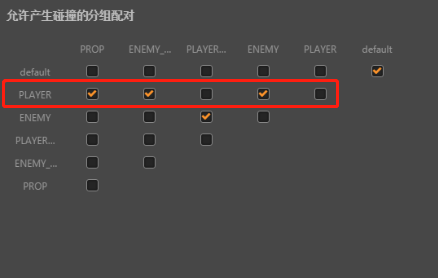 允许产生碰撞的分组配对
PROP ENEMY_... PLAYER... ENEMY PLAYER default
default
PLAYER
ENEMY
PLAYER...
ENEMY_...
PROP